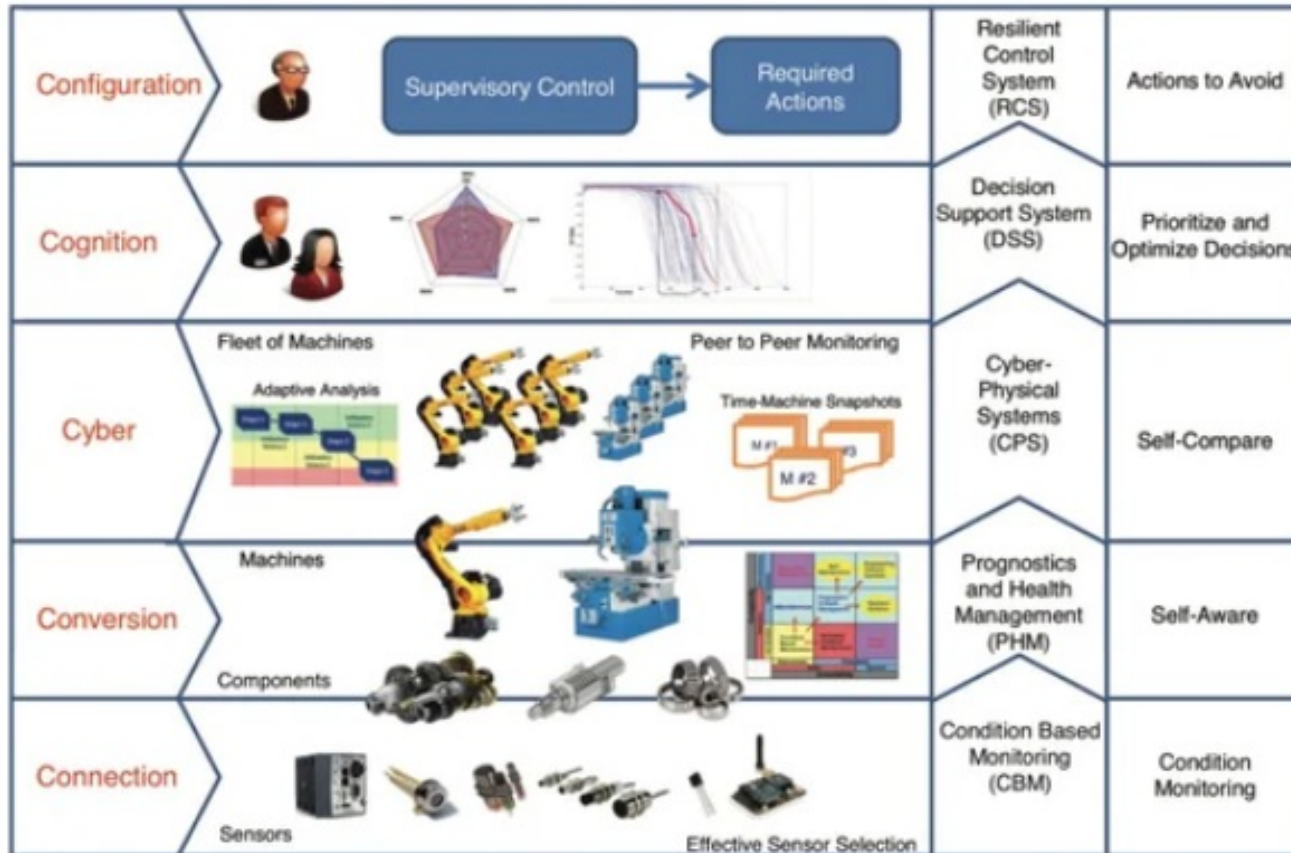 Configuration
Supervisory Control
Required
Actions
Resilient
Control
System
(RCS)
Actions to Avoid
Cognition
Decision
Support System
(DSS)
Prioritize and
Optimize Decisions
Cyber
Fleet of Machines
Adaptive Analysis
Peer to Peer Monitoring
Time-Machine Snapshots
M #1
M #2
#3
Cyber-
Physical
Systems
(CPS)
Self-Compare
Conversion
Machines
Components
Prognostics
and Health
Management
(PHM)
Self-Aware
Connection
Sensors
Effective Sensor Selection
Condition Based
Monitoring
(CBM)
Condition
Monitoring